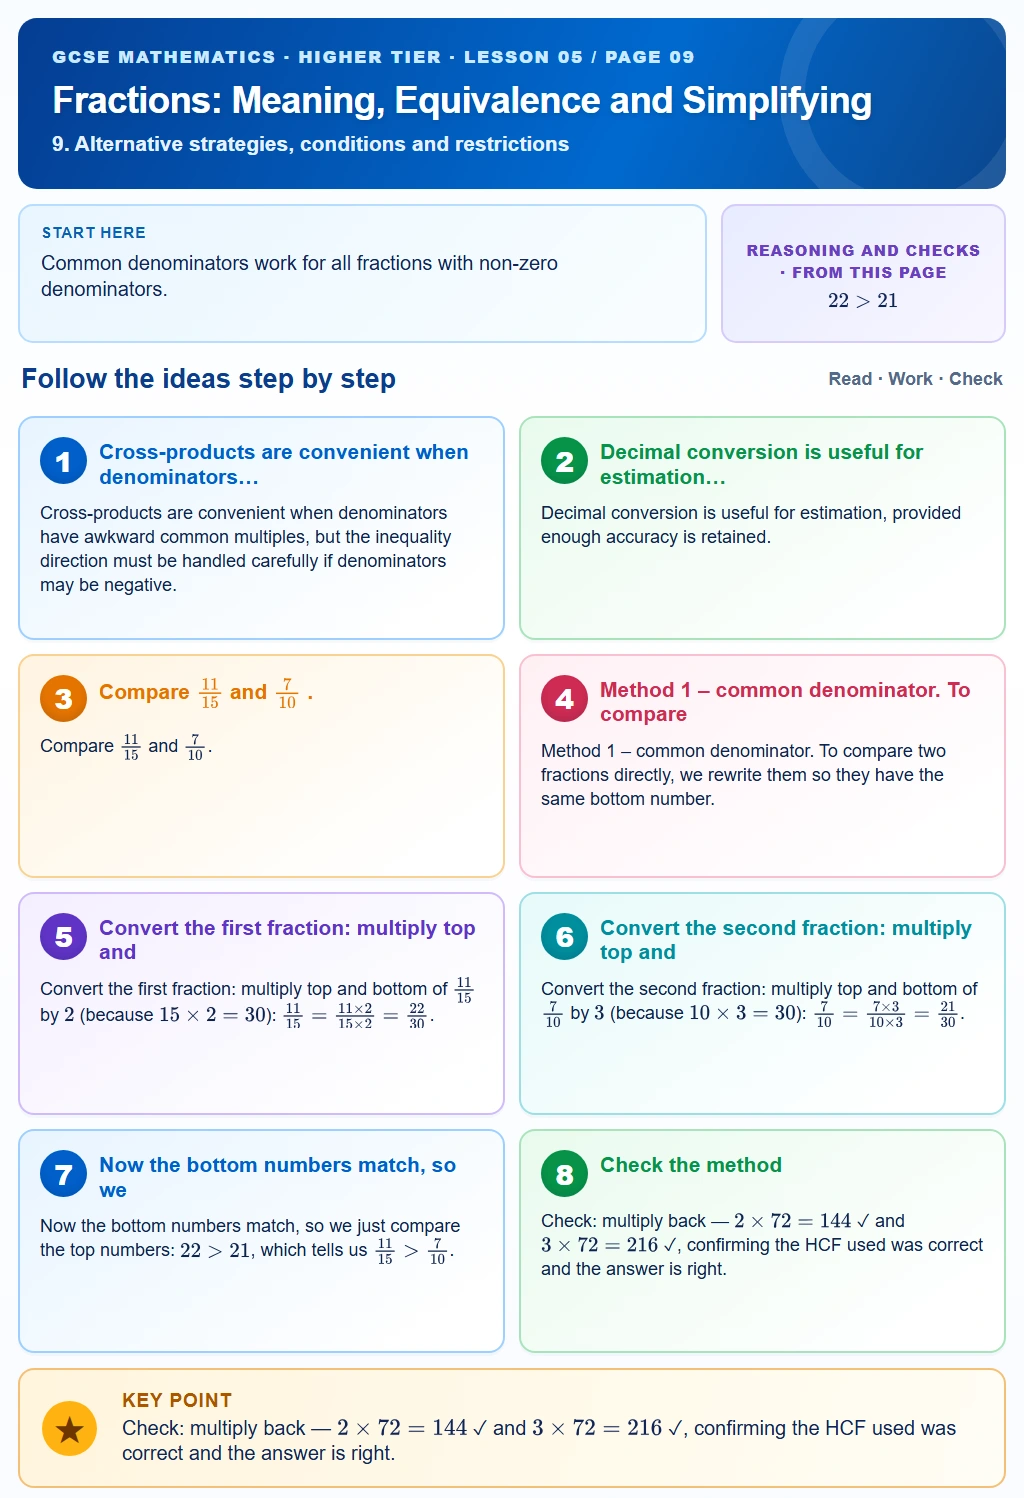 GCSE MATHEMATICS · HIGHER TIER · LESSON 05 / PAGE 09
Fractions: Meaning, Equivalence and Simplifying
9. Alternative strategies, conditions and restrictions
START HERE
Common denominators work for all fractions with non-zero
denominators.
REASONING AND CHECKS
· FROM THIS PAGE
22 > 21
Follow the ideas step by step
Read · Work · Check
1
Cross-products are convenient when
denominators…
Cross-products are convenient when denominators
have awkward common multiples, but the inequality
direction must be handled carefully if denominators
may be negative.
2
Decimal conversion is useful for
estimation…
Decimal conversion is useful for estimation, provided
enough accuracy is retained.
3
Compare 11/15 and 7/10 .
Compare 11/15 and 7/10.
4
Method 1 – common denominator. To
compare
Method 1 – common denominator. To compare two
fractions directly, we rewrite them so they have the
same bottom number.
5
Convert the first fraction: multiply top
and
Convert the first fraction: multiply top and bottom of 11/15
by 2 (because 15 × 2 = 30): 11/15 = 11×2/15×2 = 22/30.
6
Convert the second fraction: multiply
top and
Convert the second fraction: multiply top and bottom of
7/10 by 3 (because 10 × 3 = 30): 7/10 = 7×3/10×3 = 21/30.
7
Now the bottom numbers match, so
we
Now the bottom numbers match, so we just compare
the top numbers: 22 > 21, which tells us 11/15 > 7/10.
8
Check the method
Check: multiply back — 2 × 72 = 144 ✓ and
3 × 72 = 216 ✓, confirming the HCF used was correct
and the answer is right.
KEY POINT
Check: multiply back — 2 × 72 = 144 ✓ and 3 × 72 = 216 ✓, confirming the HCF used was
correct and the answer is right.